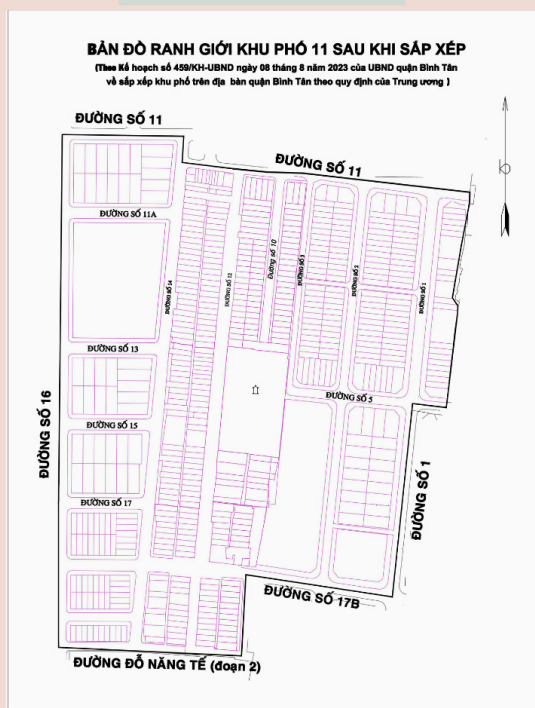 BẢN ĐỒ RANH GIỚI KHU PHỐ 11 SAU KHI SẮP XẾP
(Theo Kế hoạch số 459/KH-UBND ngày 08 tháng 8 năm 2023 của UBND quận Bình Tân
về sắp xếp khu phố trên địa bàn quận Bình Tân theo quy định của Trung ương )
ĐƯỜNG SỐ 11
ĐƯỜNG SỐ 11
ĐƯỜNG SỐ 11A
ĐƯỜNG SỐ 14
ĐƯỜNG SỐ 12
Đường số 10
ĐƯỜNG SỐ 3
ĐƯỜNG SỐ 2
ĐƯỜNG SỐ 1
ĐƯỜNG SỐ 13
ĐƯỜNG SỐ 5
ĐƯỜNG SỐ 16
ĐƯỜNG SỐ 15
ĐƯỜNG SỐ 1
ĐƯỜNG SỐ 17
ĐƯỜNG SỐ 17B
ĐƯỜNG ĐỖ NĂNG TẾ (đoạn 2)